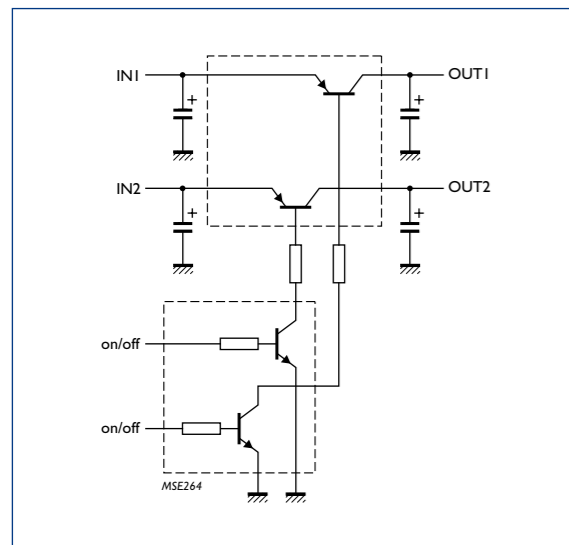 IN1
OUT1
+
+
IN2
OUT2
+
+
on/off
on/off
MSE264